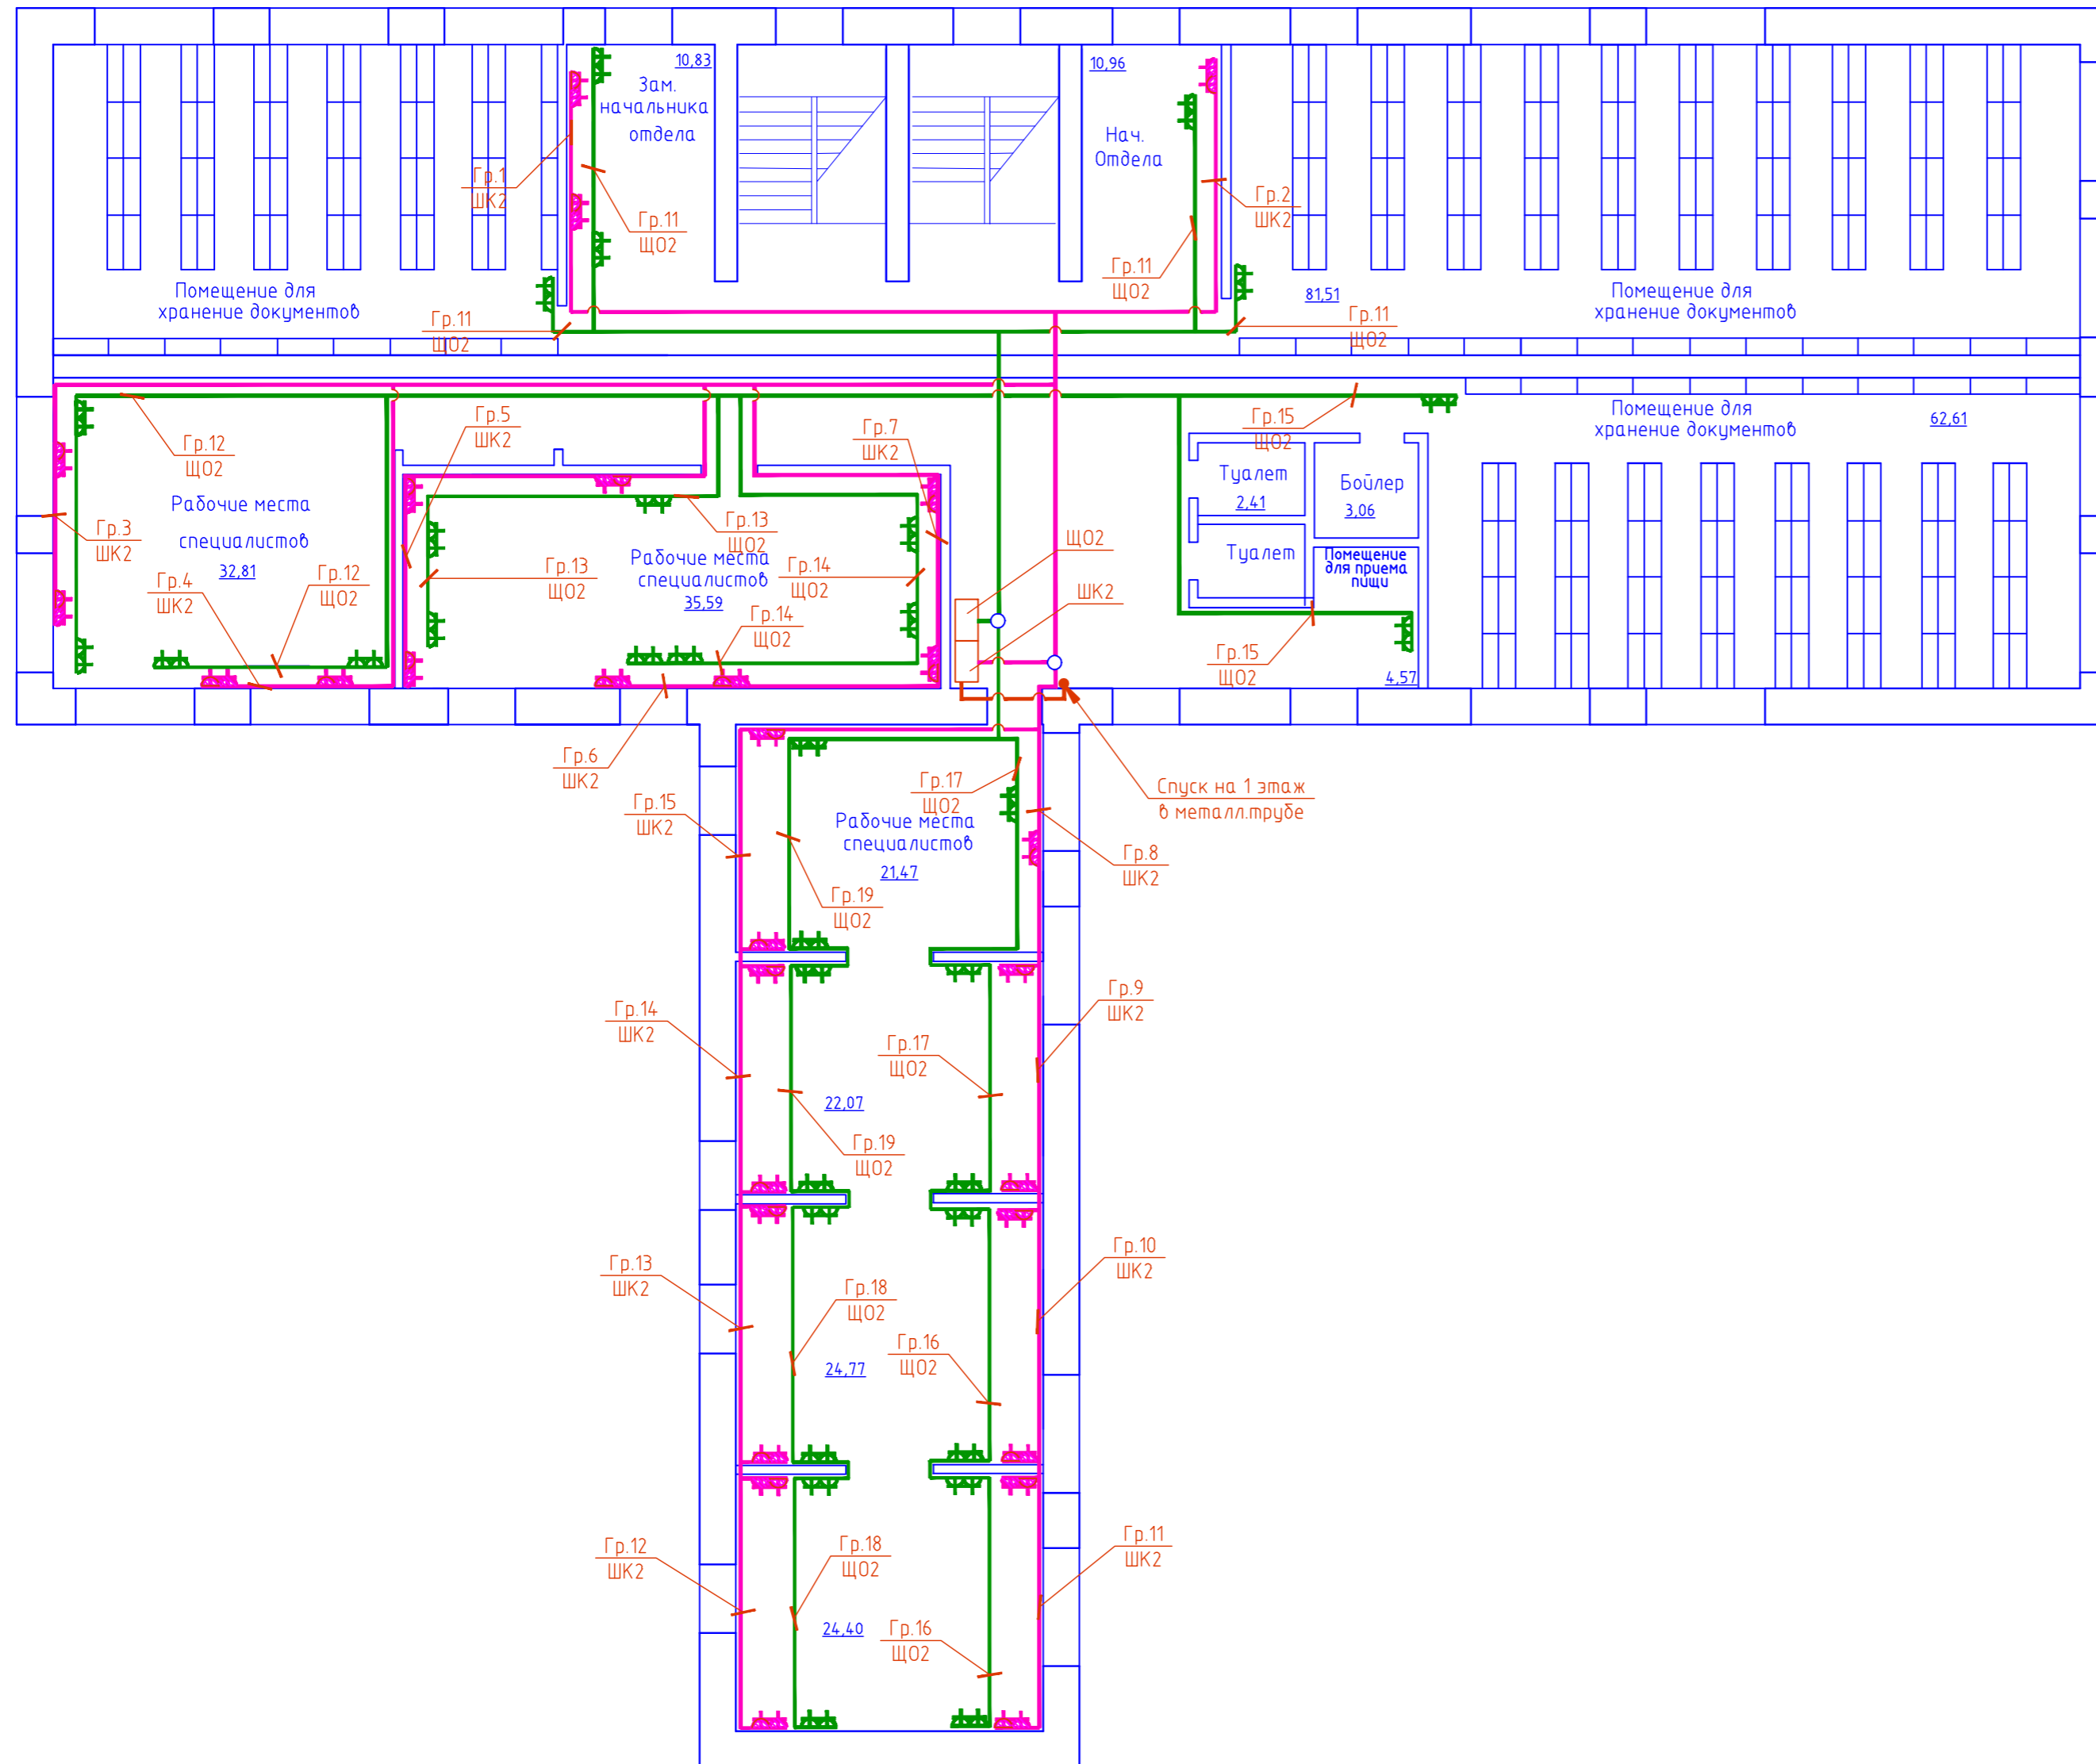 10,83
Зам.
начальника
отдела
10,96
Нач.
Отдела
Гр.1
ШК2
Гр.11
ЩО2
Гр.2
ШК2
Гр.11
ЩО2
81,51
Помещение для
хранение документов
Помещение для
хранение документов
Гр.11
ЩО2
Гр.11
ЩО2
Гр.12
ЩО2
Гр.5
ШК2
Гр.7
ШК2
Гр.15
ЩО2
Помещение для
хранение документов
62,61
Рабочие места
специалистов
32,81
Гр.3
ШК2
Гр.4
ШК2
Гр.12
ЩО2
Гр.13
ЩО2
Гр.13
ЩО2
Рабочие места
специалистов
35,59
Гр.14
ЩО2
Гр.14
ЩО2
ЩО2
ШК2
Туалет
2,41
Бойлер
3,06
Туалет
Помещение
для приема
пищи
Гр.15
ЩО2
4,57
Гр.6
ШК2
Гр.15
ШК2
Гр.17
ЩО2
Спуск на 1 этаж
в металл.трубе
Рабочие места
специалистов
21,47
Гр.8
ШК2
Гр.19
ЩО2
Гр.14
ШК2
Гр.9
ШК2
Гр.17
ЩО2
22,07
Гр.19
ЩО2
Гр.13
ШК2
Гр.10
ШК2
Гр.18
ЩО2
Гр.16
ЩО2
24,77
Гр.12
ШК2
Гр.18
ЩО2
Гр.11
ШК2
24,40
Гр.16
ЩО2